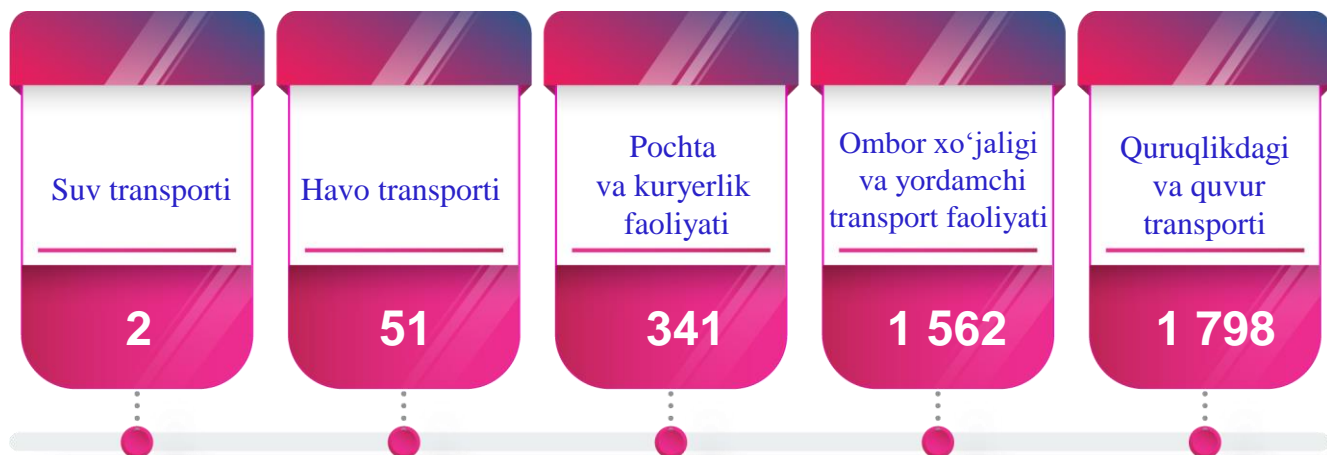 Suv transporti
2
Havo transporti
51
Pochta
va kuryerlik
faoliyati
341
Ombor xo‘jaligi
va yordamchi
transport faoliyati
1 562
Quruqlikdagi
va quvur
transporti
1 798